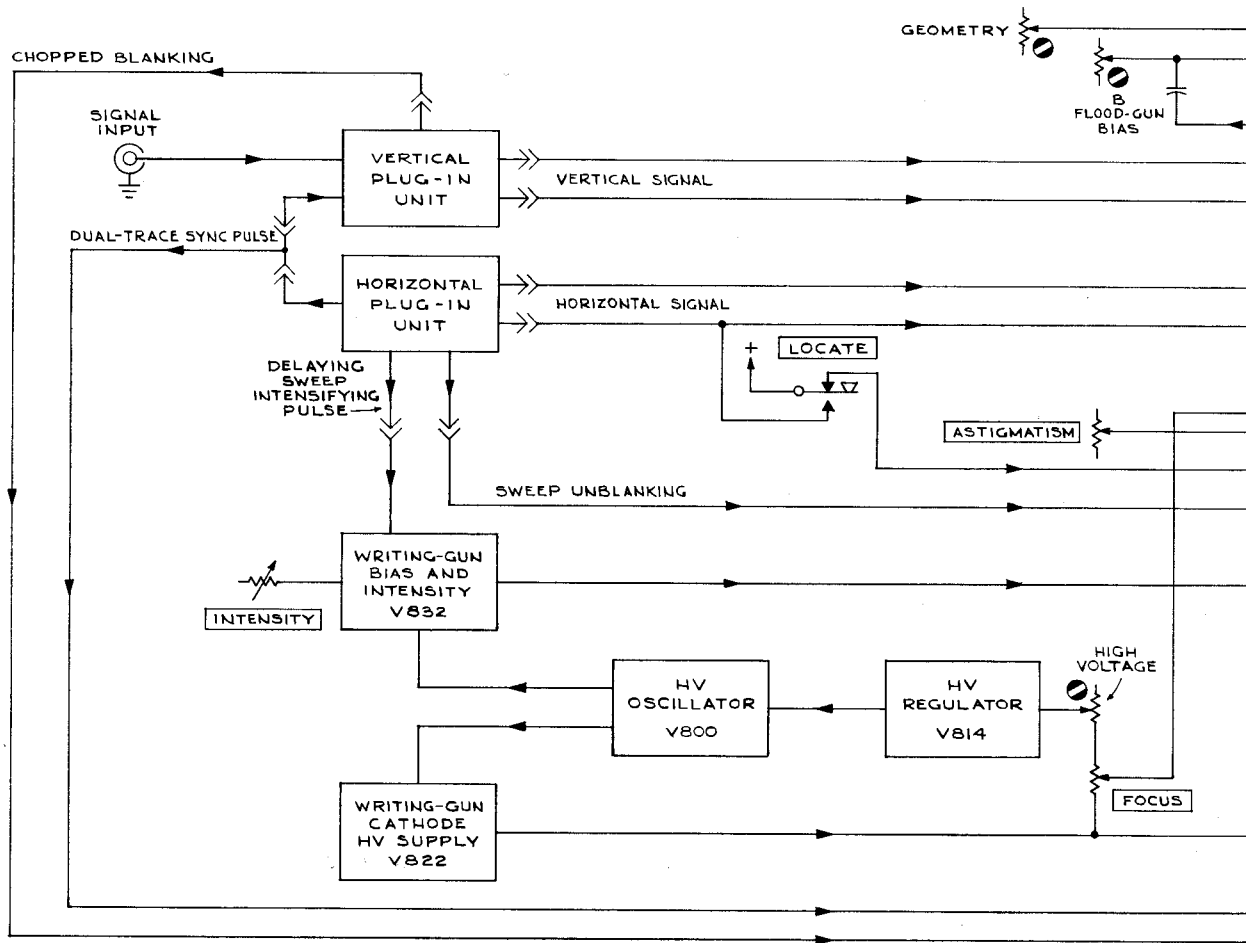 GEOMETRY
CHOPPED BLANKING
B
FLOOD-GUN
BIAS
SIGNAL
INPUT
VERTICAL
PLUG-IN
UNIT
VERTICAL SIGNAL
DUAL-TRACE SYNC PULSE
HORIZONTAL
PLUG-IN
UNIT
HORIZONTAL SIGNAL
+
LOCATE
DELAYING
SWEEP
INTENSIFYING
PULSE
ASTIGMATISM
SWEEP UNBLANKING
WRITING-GUN
BIAS AND
INTENSITY
V832
INTENSITY
HV
OSCILLATOR
V800
HV
REGULATOR
V814
HIGH
VOLTAGE
FOCUS
WRITING-GUN
CATHODE
HV SUPPLY
V822